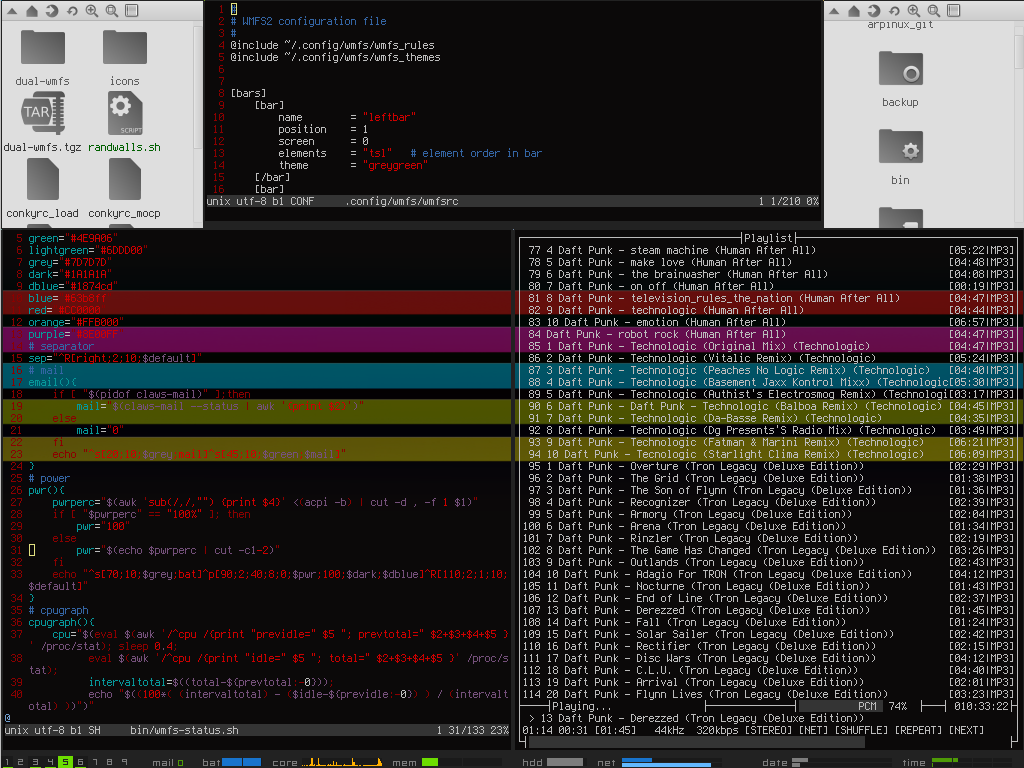 dual-wmfs
icons
dual-wmfs.tgz
randwalls.sh
TAR
SCRIPT
conkyrc_load
conkyrc_mocp
1 #
2 # WMFS2 configuration file
3 #
4 @include ~/.config/wmfs/wmfs_rules
5 @include ~/.config/wmfs/wmfs_themes
6
7
8 [bars]
9 [bar]
10 name = "leftbar"
11 position = 1
12 screen = 0
13 elements = "tsl" # element order in bar
14 theme = "greygreen"
15 [/bar]
16 [bar]
unix utf-8 b1 CONF .config/wmfs/wmfsrc 1 1/210 0%
arpinux_git
backup
bin
5 green="#4E9A06"
6 lightgreen="#6DDD00"
7 grey="#7D7D7D"
8 dark="#1A1A1A"
9 dblue="#1874cd"
blue=
red=
12 orange="#FFB000"
purple=
# separator
15 sep="^R[right;2;10;$default]"
# mail
17 email(){
18 if [ "$(pidof claws-mail)" ];then
19 mail="$(claws-mail --status | awk '{print $2}')"
20 else
21 mail="0"
22 fi
23 echo "^s[20;10;$grey;mail]^s[45;10;$green;$mail]"
24 }
25 # power
26 pwr(){
27 pwrperc="$(awk 'sub(/,/,"") {print $4}' <(acpi -b) | cut -d , -f 1 $1)"
28 if [ "$pwrperc" == "100%" ]; then
29 pwr="100"
30 else
31 pwr="$(echo $pwrperc | cut -c1-2)"
32 fi
33 echo "^s[70;10;$grey;bat]^p[90;2;40;8;0;$pwr;100;$dark;$dblue]^R[110;2;1;10;
$default]"
34 }
35 # cpugraph
36 cpugraph(){
37 cpu="$(eval $(awk '/^cpu /{print "previdle=" $5 "; prevtotal=" $2+$3+$4+$5 }
' /proc/stat); sleep 0.4;
38 eval $(awk '/^cpu /{print "idle=" $5 "; total=" $2+$3+$4+$5 }' /proc/s
tat);
39 intervaltotal=$((total-${prevtotal:-0}));
40 echo "$((100*( (intervaltotal) - ($idle-${previdle:-0}) ) / (interval
otal) ))")"
@
unix utf-8 b1 SH bin/wmfs-status.sh 1 31/133 23%
Playlist
77 4 Daft Punk - steam machine (Human After All) [05:22|MP3]
78 5 Daft Punk - make love (Human After All) [04:48|MP3]
79 6 Daft Punk - the brainwasher (Human After All) [04:08|MP3]
80 7 Daft Punk - on off (Human After All) [00:19|MP3]
81 8 Daft Punk - television_rules_the_nation (Human After All) [04:47|MP3]
82 9 Daft Punk - technologic (Human After All) [04:44|MP3]
83 10 Daft Punk - emotion (Human After All) [06:57|MP3]
84 Daft Punk - robot rock (Human After All) [04:47|MP3]
85 1 Daft Punk - Technologic (Original Mix) (Technologic) [04:47|MP3]
86 2 Daft Punk - Technologic (Vitalic Remix) (Technologic) [05:24|MP3]
87 3 Daft Punk - Technologic (Peaches No Logic Remix) (Technologic) [04:40|MP3]
88 4 Daft Punk - Technologic (Basement Jaxx Kontrol Mixx) (Technologic[05:30|MP3]
89 5 Daft Punk - Technologic (Authist's Electrosmog Remix) (Technologi[03:17|MP3]
90 6 Daft Punk - Daft Punk - Technologic (Balboa Remix) (Technologic) [04:45|MP3]
91 7 Daft Punk - Technologic (Da-Basse Remix) (Technologic) [04:35|MP3]
92 8 Daft Punk - Technologic (Dg Presents'S Radio Mix) (Technologic) [03:49|MP3]
93 9 Daft Punk - Technologic (Fatman & Marini Remix) (Technologic) [06:21|MP3]
94 10 Daft Punk - Tecnologic (Starlight Clima Remix) (Technologic) [06:09|MP3]
95 1 Daft Punk - Overture (Tron Legacy (Deluxe Edition)) [02:29|MP3]
96 2 Daft Punk - The Grid (Tron Legacy (Deluxe Edition)) [01:38|MP3]
97 3 Daft Punk - The Son of Flynn (Tron Legacy (Deluxe Edition)) [01:36|MP3]
98 4 Daft Punk - Recognizer (Tron Legacy (Deluxe Edition)) [02:39|MP3]
99 5 Daft Punk - Armory (Tron Legacy (Deluxe Edition)) [02:04|MP3]
100 6 Daft Punk - Arena (Tron Legacy (Deluxe Edition)) [01:34|MP3]
101 7 Daft Punk - Rinzler (Tron Legacy (Deluxe Edition)) [02:19|MP3]
102 8 Daft Punk - The Game Has Changed (Tron Legacy (Deluxe Edition)) [03:26|MP3]
103 9 Daft Punk - Outlands (Tron Legacy (Deluxe Edition)) [02:43|MP3]
104 10 Daft Punk - Adagio For TRON (Tron Legacy (Deluxe Edition)) [04:12|MP3]
105 11 Daft Punk - Nocturne (Tron Legacy (Deluxe Edition)) [01:43|MP3]
106 12 Daft Punk - End of Line (Tron Legacy (Deluxe Edition)) [02:37|MP3]
107 13 Daft Punk - Derezzed (Tron Legacy (Deluxe Edition)) [01:45|MP3]
108 14 Daft Punk - Fall (Tron Legacy (Deluxe Edition)) [01:24|MP3]
109 15 Daft Punk - Solar Sailer (Tron Legacy (Deluxe Edition)) [02:42|MP3]
110 16 Daft Punk - Rectifier (Tron Legacy (Deluxe Edition)) [02:15|MP3]
111 17 Daft Punk - Disc Wars (Tron Legacy (Deluxe Edition)) [04:12|MP3]
112 18 Daft Punk - C.L.U. (Tron Legacy (Deluxe Edition)) [04:40|MP3]
113 19 Daft Punk - Arrival (Tron Legacy (Deluxe Edition)) [02:01|MP3]
114 20 Daft Punk - Flynn Lives (Tron Legacy (Deluxe Edition)) [03:23|MP3]
Playing... PCM 74% 010:33:22
> 13 Daft Punk - Derezzed (Tron Legacy (Deluxe Edition))
01:14 00:31 [01:45] 44kHz 320kbps [STEREO] [NET] [SHUFFLE] [REPEAT] [NEXT]
1 2 3 4 5 6 7 8 9 mail 0 bat core mem hdd net date time